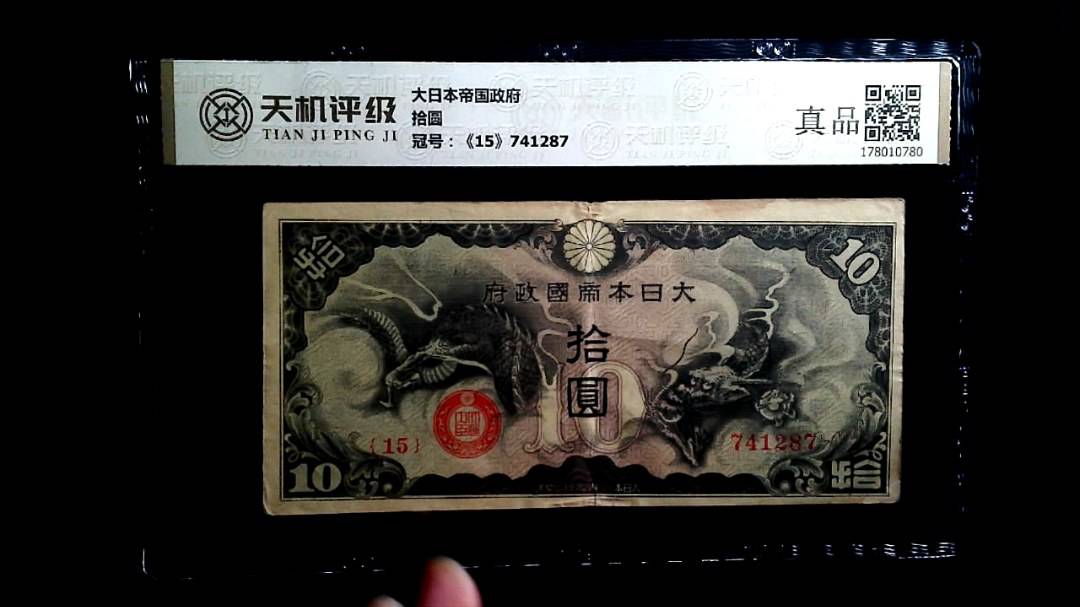 天机评级
TIAN JI PING JI
大日本帝国政府
拾圓
冠号：《15》741287
真品
178010780
拾
10
府政國帝本日大
拾
圓
10
{15}
741287
10
拾